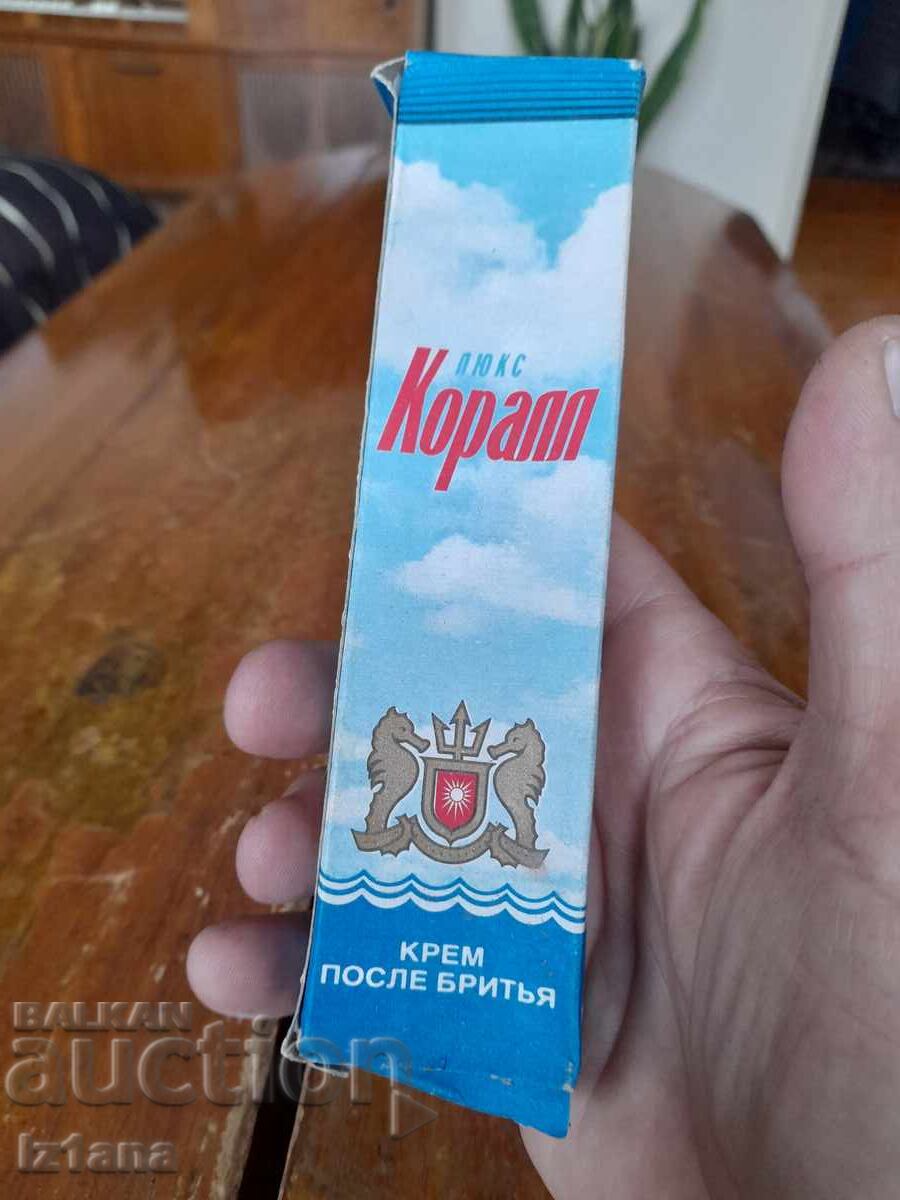 люкс
Коралл
КРЕМ
ПОСЛЕ БРИТЬЯ
BALKAN
auction
Iz1ana